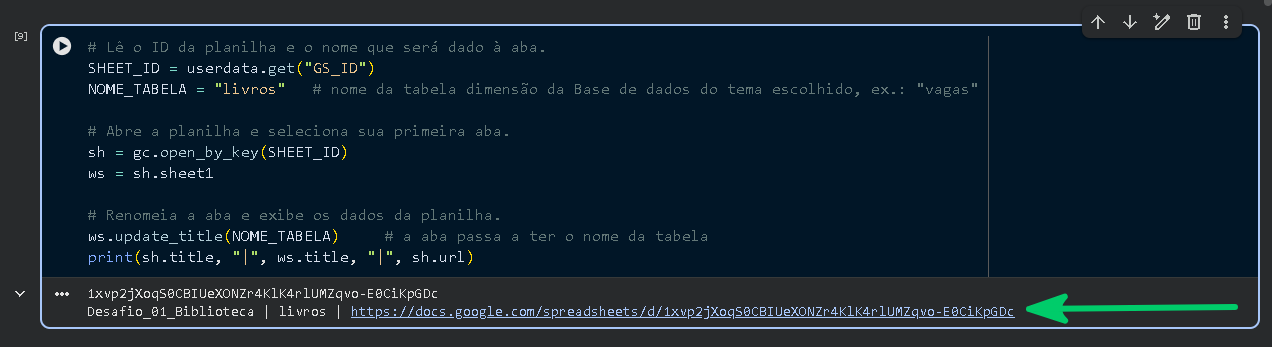 [9]
# Lê o ID da planilha e o nome que será dado à aba.
SHEET_ID = userdata.get("GS_ID")
NOME_TABELA = "livros"   # nome da tabela dimensão da Base de dados do tema escolhido, ex.: "vagas"
# Abre a planilha e seleciona sua primeira aba.
sh = gc.open_by_key(SHEET_ID)
ws = sh.sheet1
# Renomeia a aba e exibe os dados da planilha.
ws.update_title(NOME_TABELA)     # a aba passa a ter o nome da tabela
print(sh.title, "|", ws.title, "|", sh.url)
1xvp2jXoqS0CBIUeXONZr4KlK4rlUMZqvo-E0CiKpGDc
Desafio_01_Biblioteca | livros | https://docs.google.com/spreadsheets/d/1xvp2jXoqS0CBIUeXONZr4KlK4rlUMZqvo-E0CiKpGDc